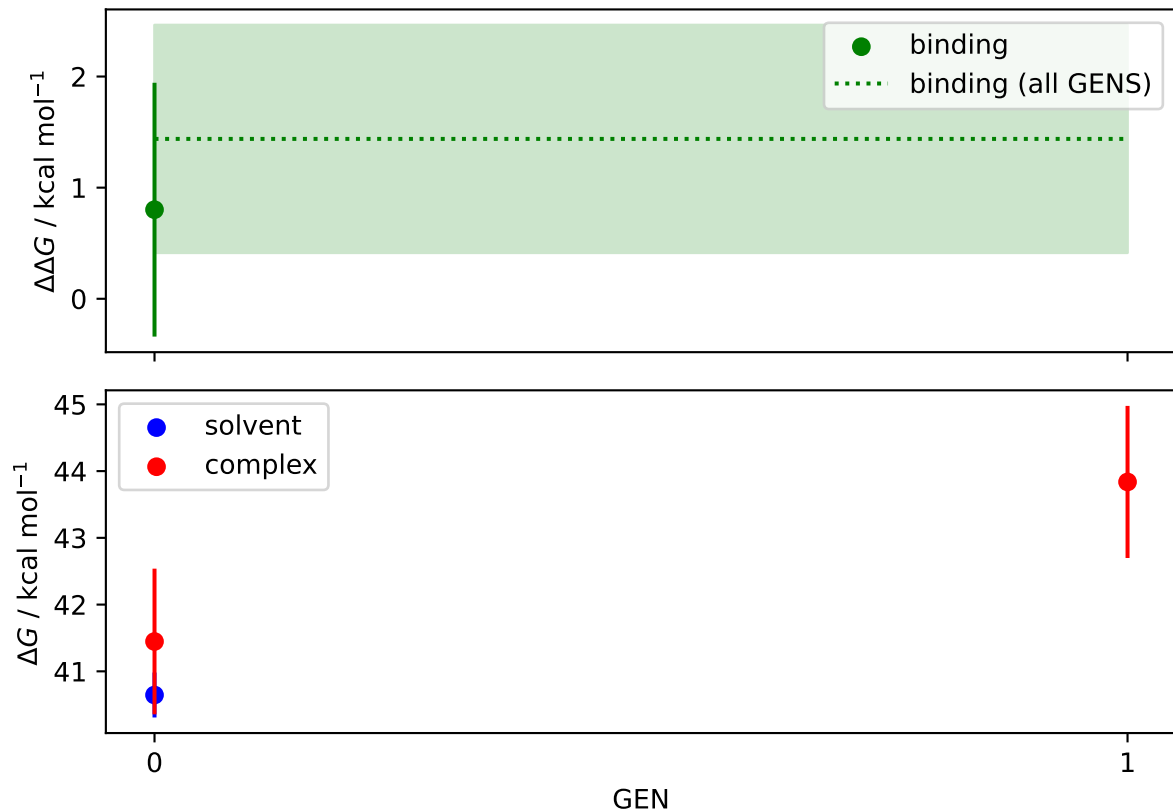 binding
binding (all GENS)
2
1
0
ΔΔG / kcal mol⁻¹
solvent
complex
45
44
43
42
41
ΔG / kcal mol⁻¹
0 1
GEN